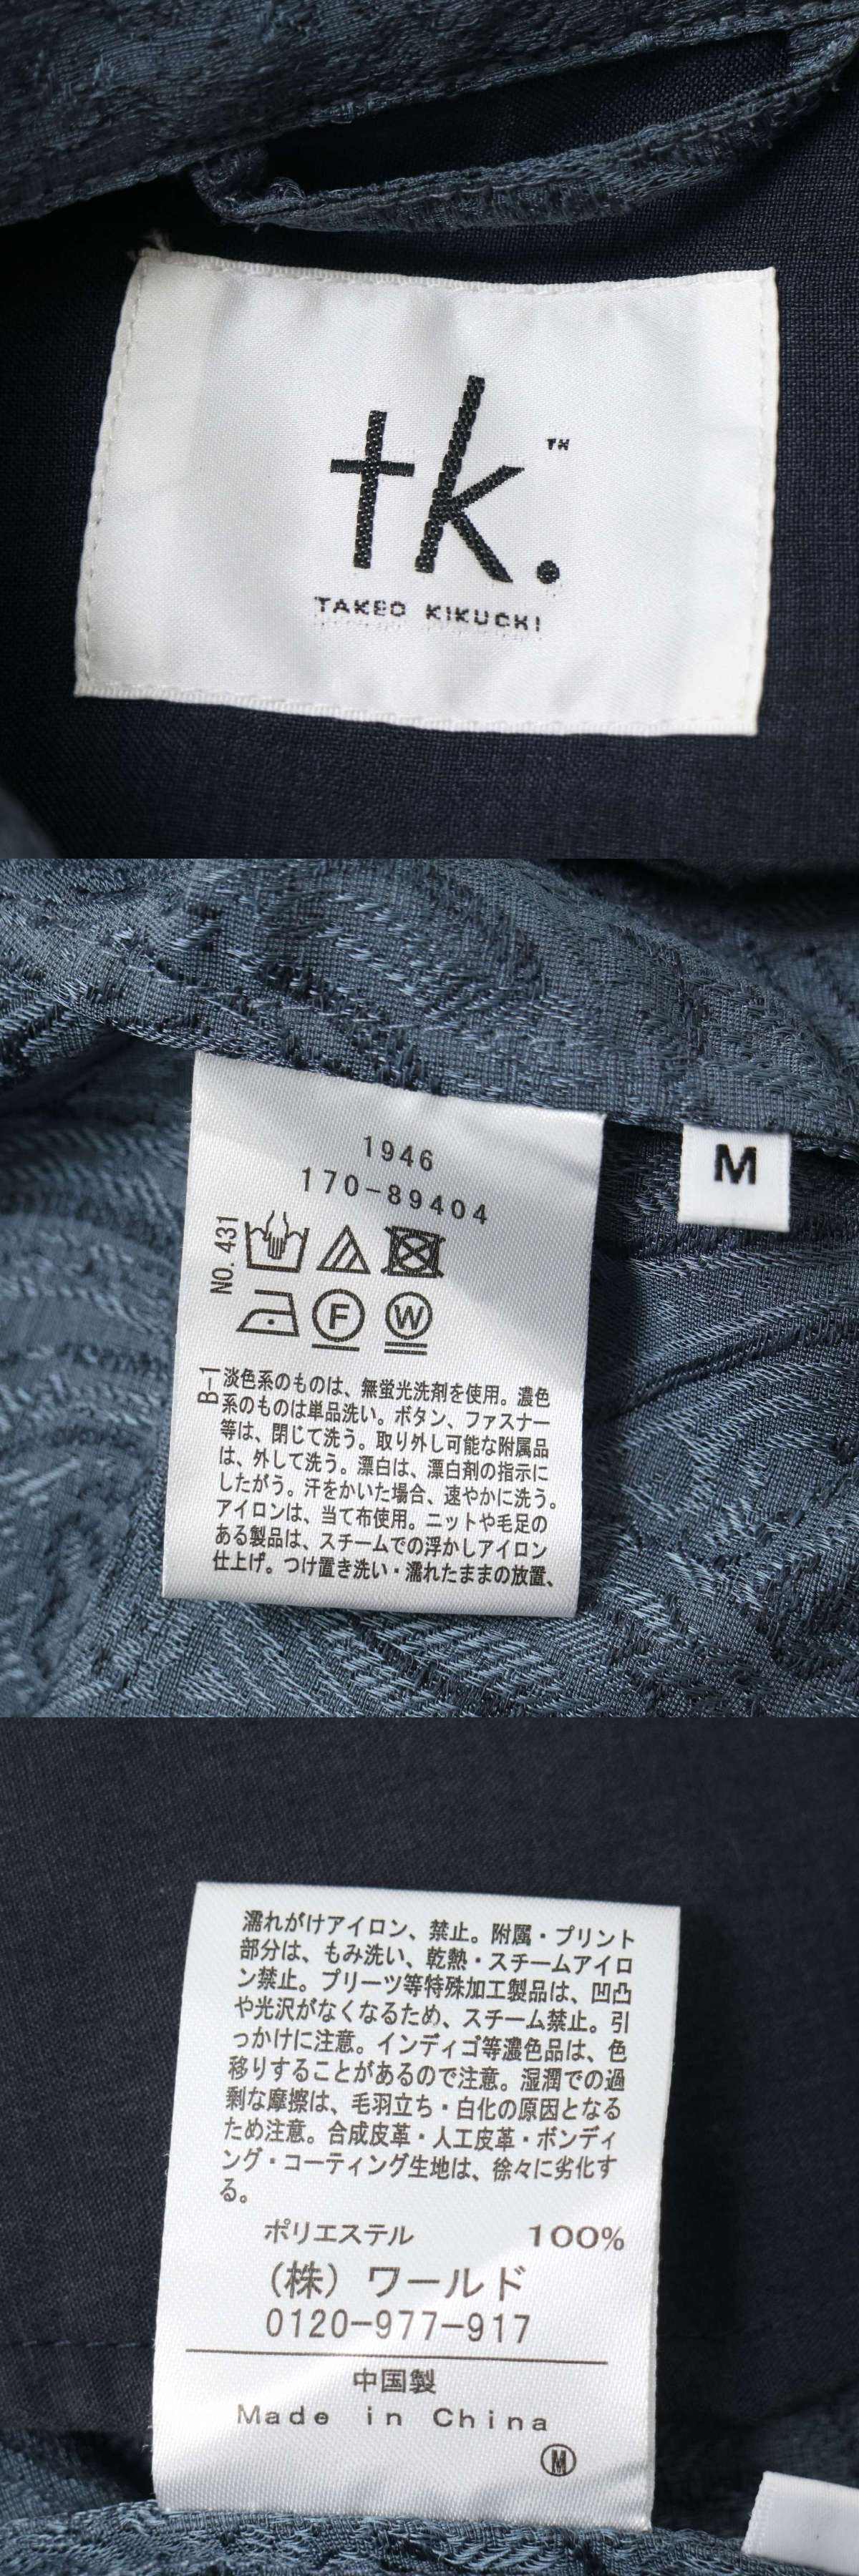 tk.
TM
TAKEO KIKUCHI
1946
170-89404
NO. 431
F
W
M
B-1
淡色系のものは、無蛍光洗剤を使用。濃色
系のものは単品洗い。ボタン、ファスナー
等は、閉じて洗う。取り外し可能な附属品
は、外して洗う。漂白は、漂白剤の指示に
したがう。汗をかいた場合、速やかに洗う。
アイロンは、当て布使用。ニットや毛足の
ある製品は、スチームでの浮かしアイロン
仕上げ。つけ置き洗い・濡れたままの放置、
濡れがけアイロン、禁止。附属・プリント
部分は、もみ洗い、乾熱・スチームアイロ
ン禁止。プリーツ等特殊加工製品は、凹凸
や光沢がなくなるため、スチーム禁止。引
っかけに注意。インディゴ等濃色品は、色
移りすることがあるので注意。湿潤での過
剰な摩擦は、毛羽立ち・白化の原因となる
ため注意。合成皮革・人工皮革・ボンディ
ング・コーティング生地は、徐々に劣化す
る。
ポリエステル 100%
(株) ワールド
0120-977-917
中国製
Made in China
M